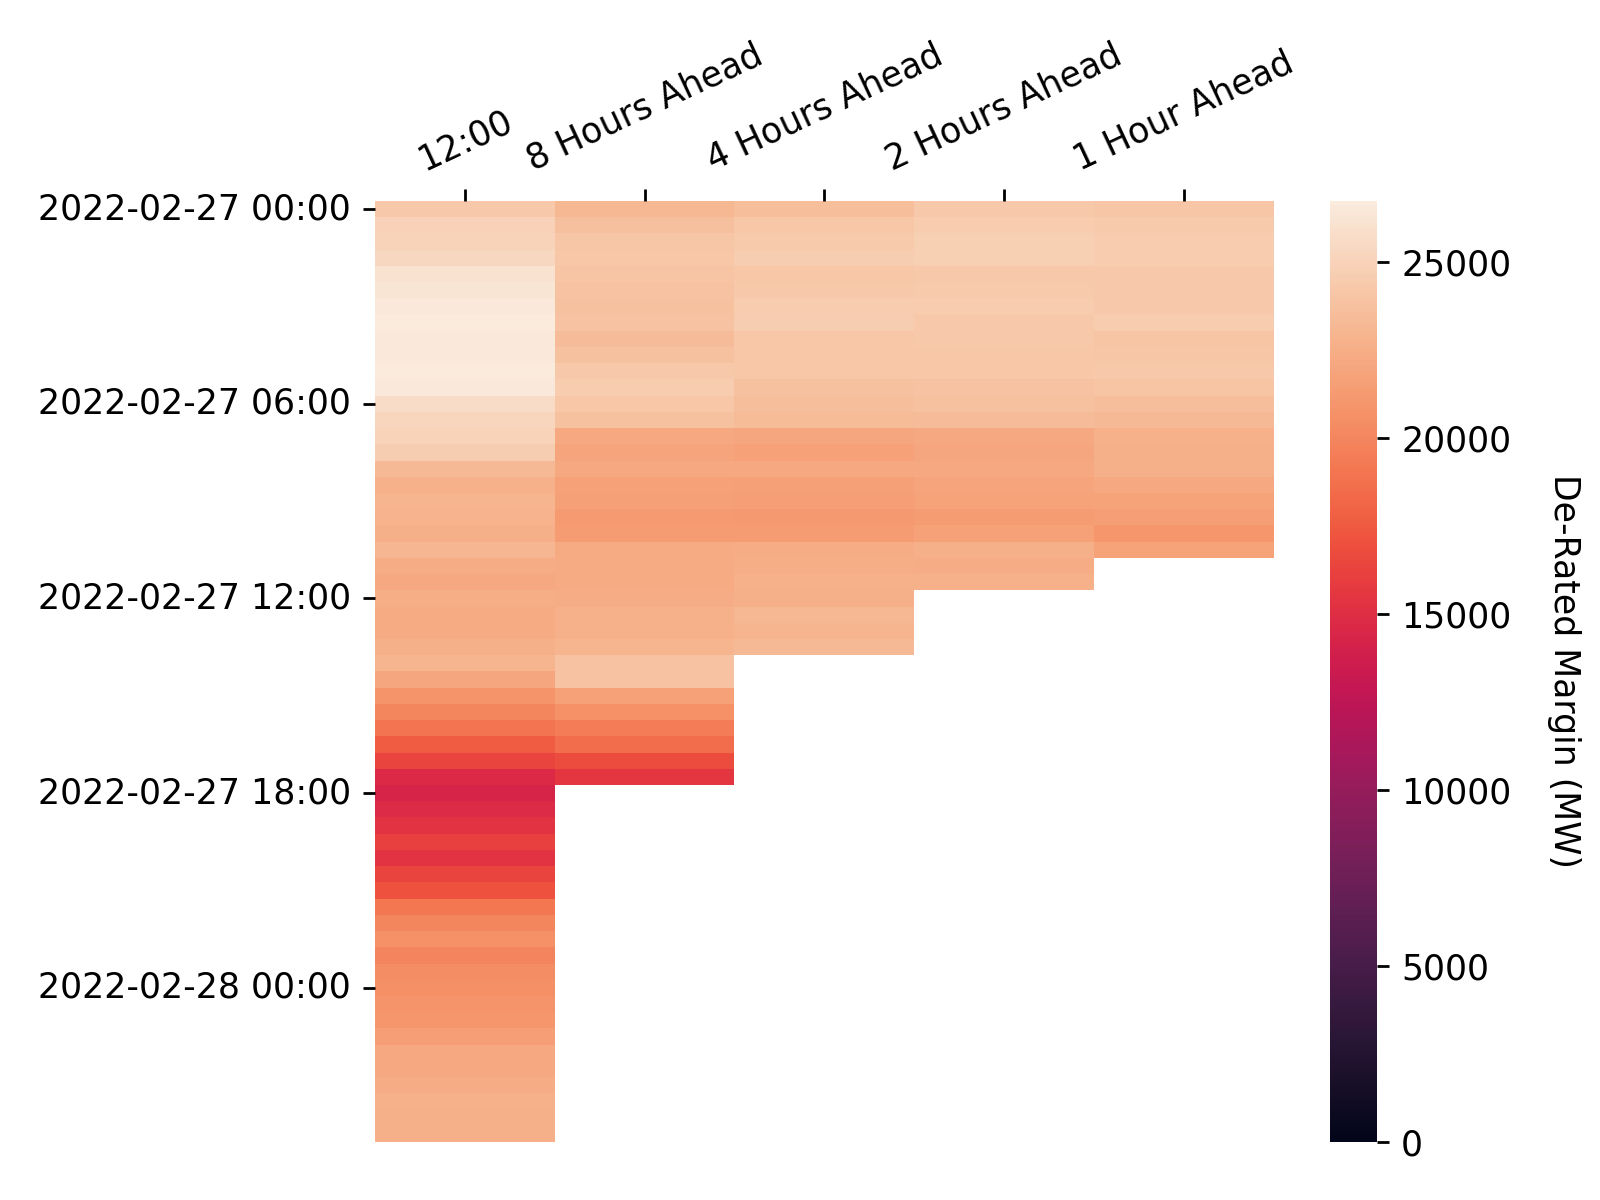 12:00
8 Hours Ahead
4 Hours Ahead
2 Hours Ahead
1 Hour Ahead
2022-02-27 00:00
2022-02-27 06:00
2022-02-27 12:00
2022-02-27 18:00
2022-02-28 00:00
25000
20000
15000
10000
5000
0
De-Rated Margin (MW)